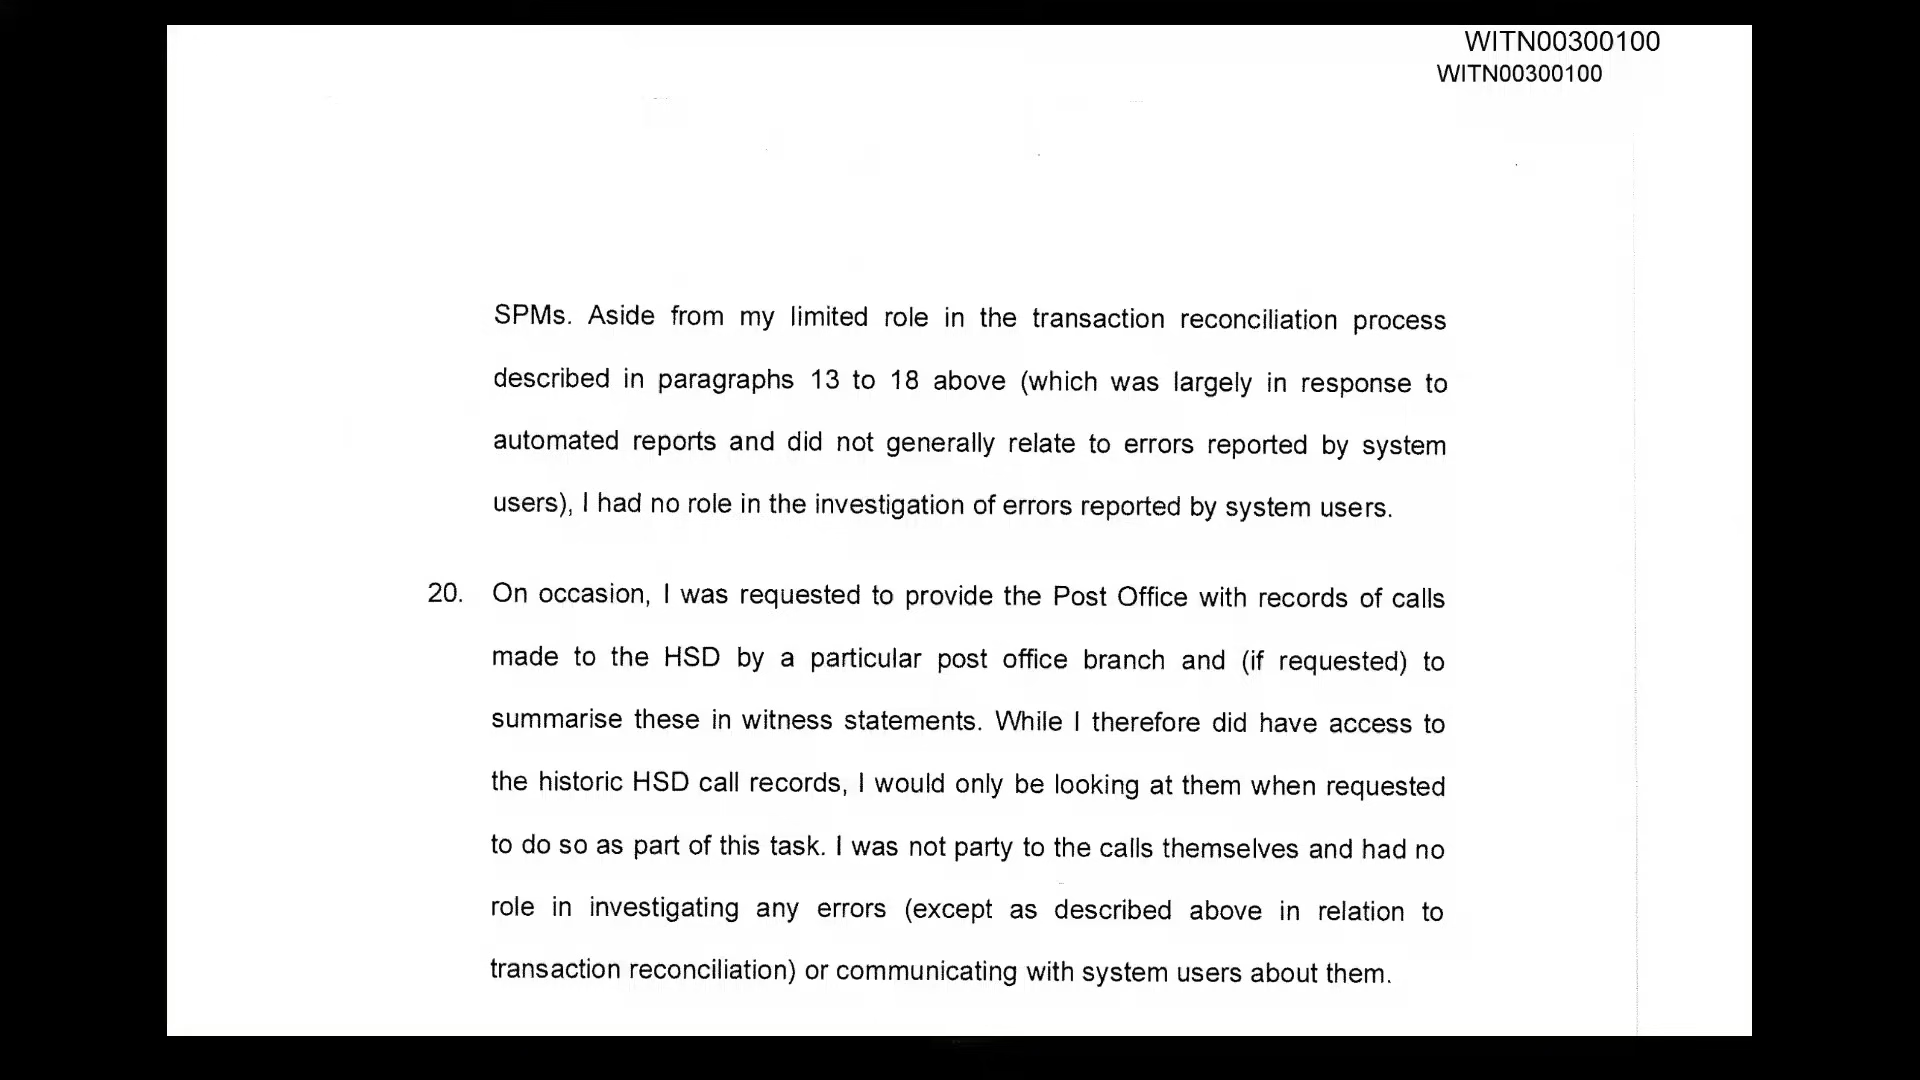 WITN00300100
WITN00300100
SPMs. Aside from my limited role in the transaction reconciliation process
described in paragraphs 13 to 18 above (which was largely in response to
automated reports and did not generally relate to errors reported by system
users), I had no role in the investigation of errors reported by system users.
20. On occasion, I was requested to provide the Post Office with records of calls
made to the HSD by a particular post office branch and (if requested) to
summarise these in witness statements. While I therefore did have access to
the historic HSD call records, I would only be looking at them when requested
to do so as part of this task. I was not party to the calls themselves and had no
role in investigating any errors (except as described above in relation to
transaction reconciliation) or communicating with system users about them.